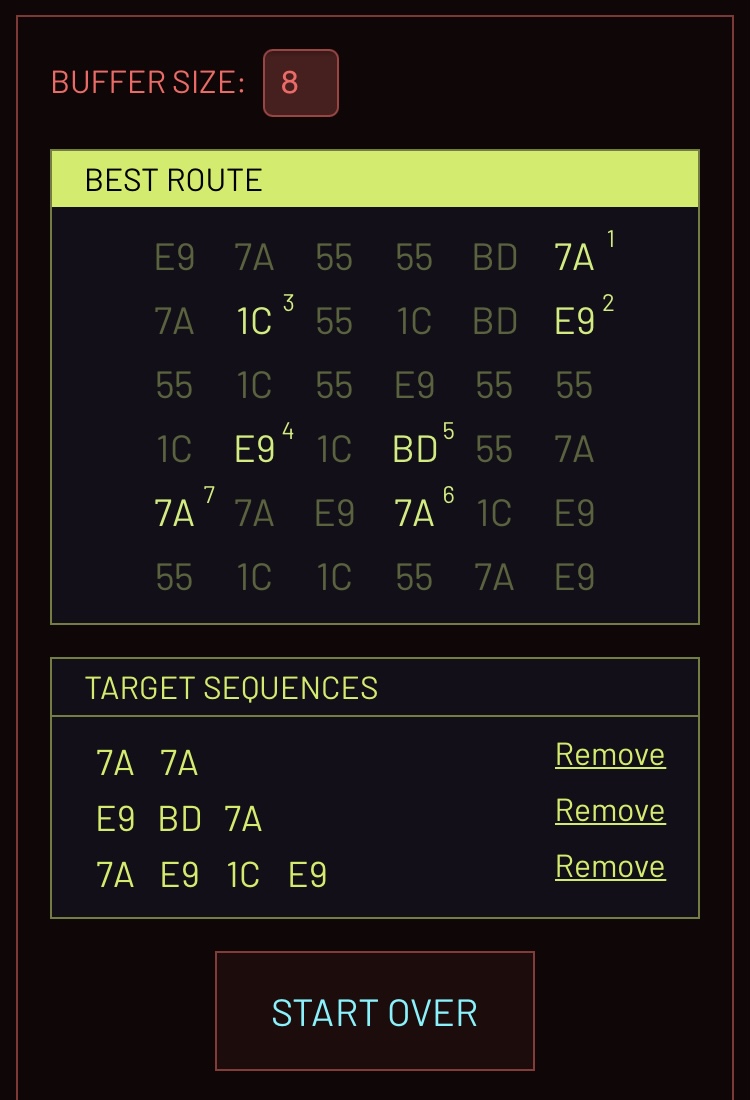 BUFFER SIZE: 8
BEST ROUTE
E9 7A 55 55 BD 7A 1
7A 1C 3 55 1C BD E9 2
55 1C 55 E9 55 55
1C E9 4 1C BD 5 55 7A
7A 7 7A E9 7A 6 1C E9
55 1C 1C 55 7A E9
TARGET SEQUENCES
7A 7A Remove
E9 BD 7A Remove
7A E9 1C E9 Remove
START OVER